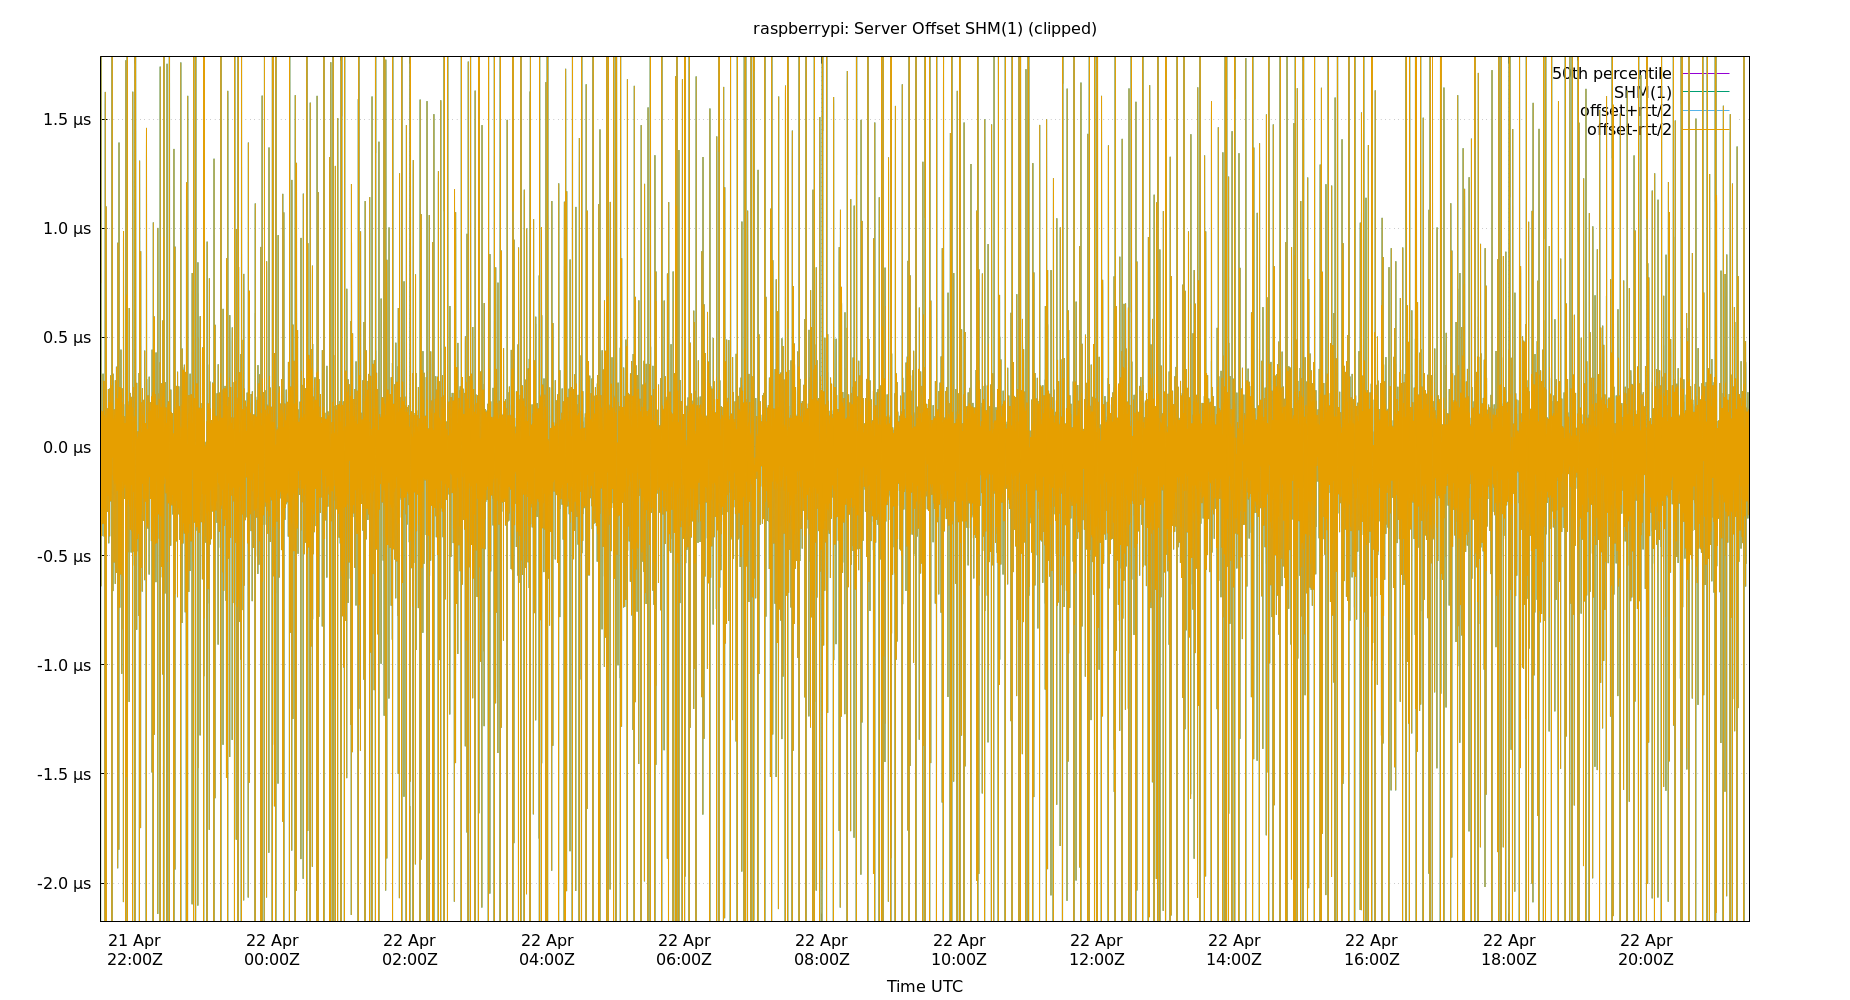 raspberrypi: Server Offset SHM(1) (clipped)
50th percentile
SHM(1)
offset+rtt/2
offset-rtt/2
1.5 µs
1.0 µs
0.5 µs
0.0 µs
-0.5 µs
-1.0 µs
-1.5 µs
-2.0 µs
21 Apr 22 Apr 22 Apr 22 Apr 22 Apr 22 Apr 22 Apr 22 Apr 22 Apr 22 Apr 22 Apr 22 Apr
22:00Z 00:00Z 02:00Z 04:00Z 06:00Z 08:00Z 10:00Z 12:00Z 14:00Z 16:00Z 18:00Z 20:00Z
Time UTC